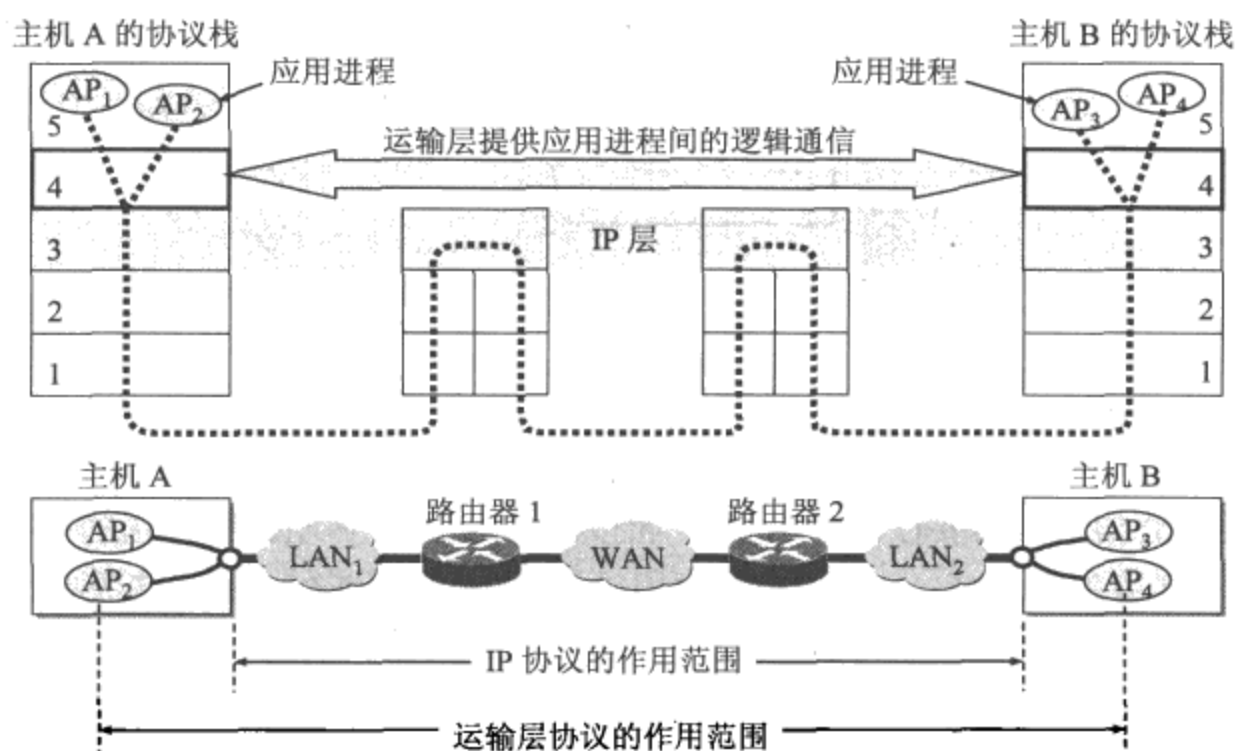 主机 A 的协议栈
主机 B 的协议栈
AP1
AP2
应用进程
应用进程
AP3
AP4
5
5
运输层提供应用进程间的逻辑通信
4
4
3
IP 层
3
2
2
1
1
主机 A
主机 B
AP1
AP2
LAN1
路由器 1
WAN
路由器 2
LAN2
AP3
AP4
IP 协议的作用范围
运输层协议的作用范围